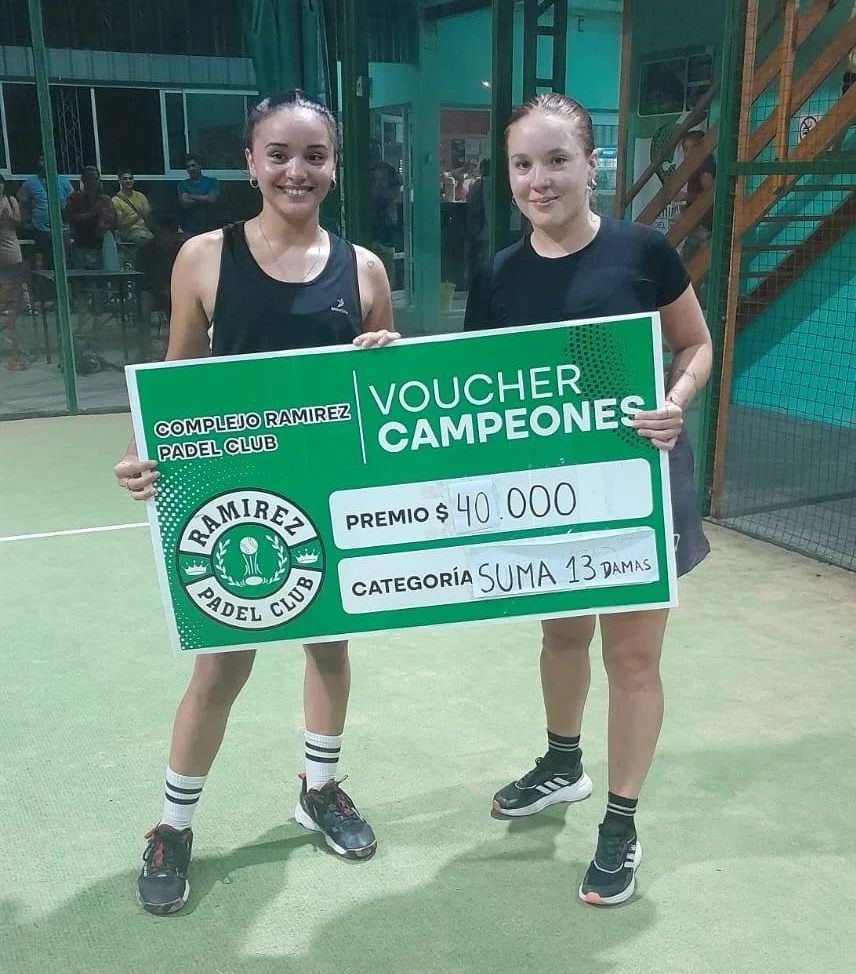 COMPLEJO RAMIREZ
PADEL CLUB
VOUCHER
CAMPEONES
PREMIO $ 40.000
CATEGORÍA SUMA 13 DAMAS
RAMIREZ
PADEL CLUB